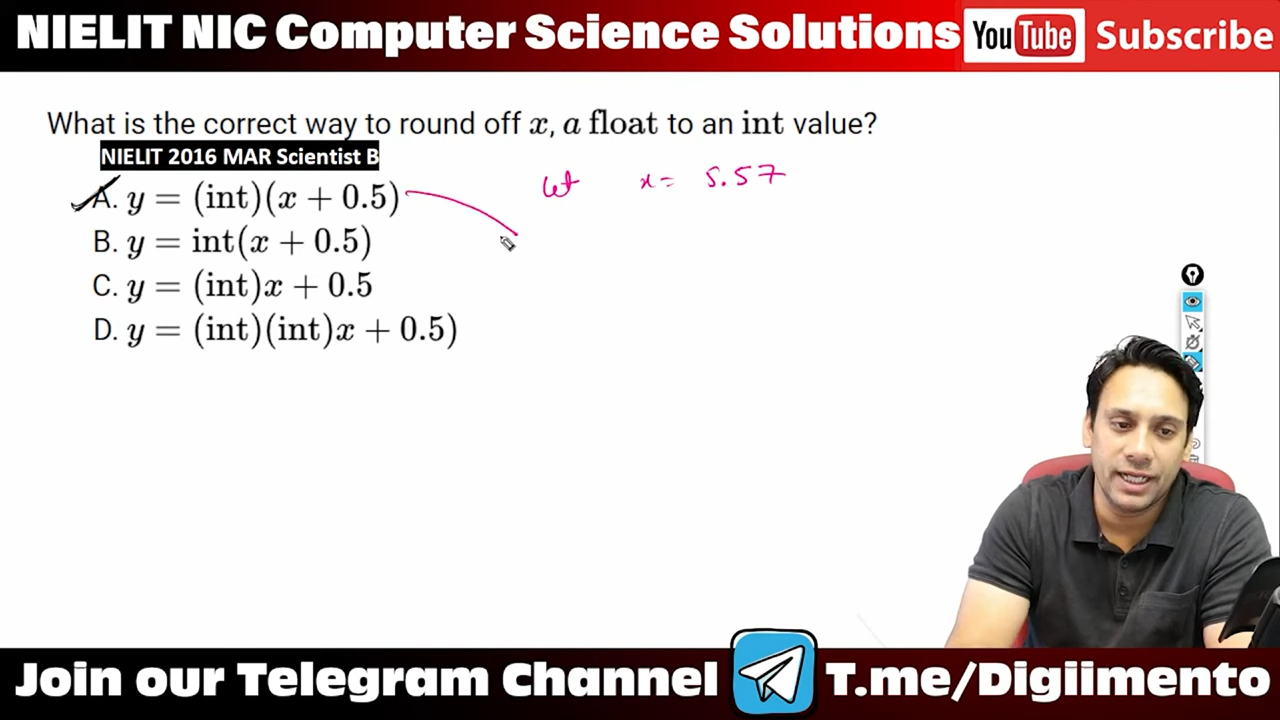 NIELIT NIC Computer Science Solutions YouTube Subscribe
What is the correct way to round off x, a float to an int value?
NIELIT 2016 MAR Scientist B
A. y = (int)(x + 0.5)
let x= 5.57
B. y = int(x + 0.5)
C. y = (int)x + 0.5
D. y = (int)(int)x + 0.5)
Join our Telegram Channel T.me/Digiimento